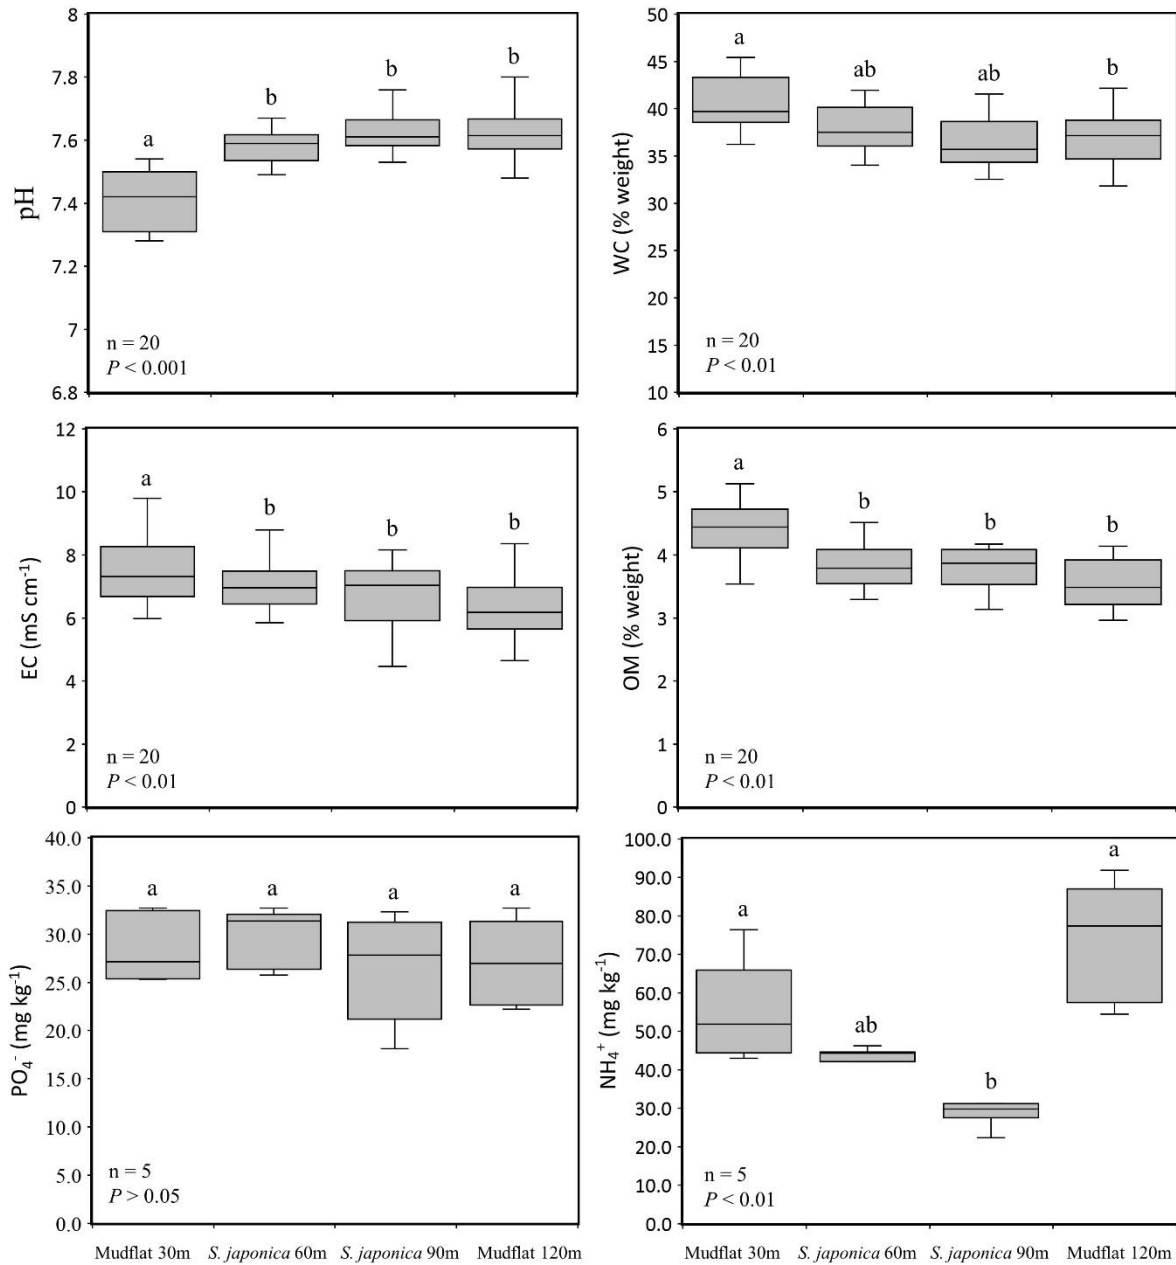 8
7.8
7.6
7.4
7.2
7
6.8
pH
a
b
b
b
n = 20
P < 0.001
50
45
40
35
30
25
20
15
10
WC (% weight)
a
ab
ab
b
n = 20
P < 0.01
12
10
8
6
4
2
0
EC (mS cm⁻¹)
a
b
b
b
n = 20
P < 0.01
6
5
4
3
2
1
0
OM (% weight)
a
b
b
b
n = 20
P < 0.01
40.0
35.0
30.0
25.0
20.0
15.0
10.0
5.0
0.0
PO₄⁻ (mg kg⁻¹)
a
a
a
a
n = 5
P > 0.05
Mudflat 30m
S. japonica 60m
S. japonica 90m
Mudflat 120m
100.0
90.0
80.0
70.0
60.0
50.0
40.0
30.0
20.0
10.0
0.0
NH₄⁺ (mg kg⁻¹)
a
ab
b
a
n = 5
P < 0.01
Mudflat 30m
S. japonica 60m
S. japonica 90m
Mudflat 120m